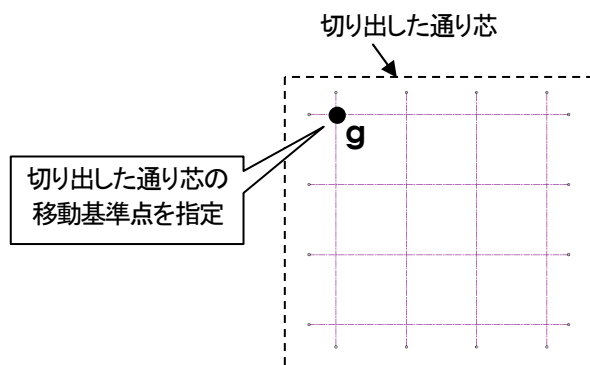 切り出した通り芯
g
切り出した通り芯の
移動基準点を指定